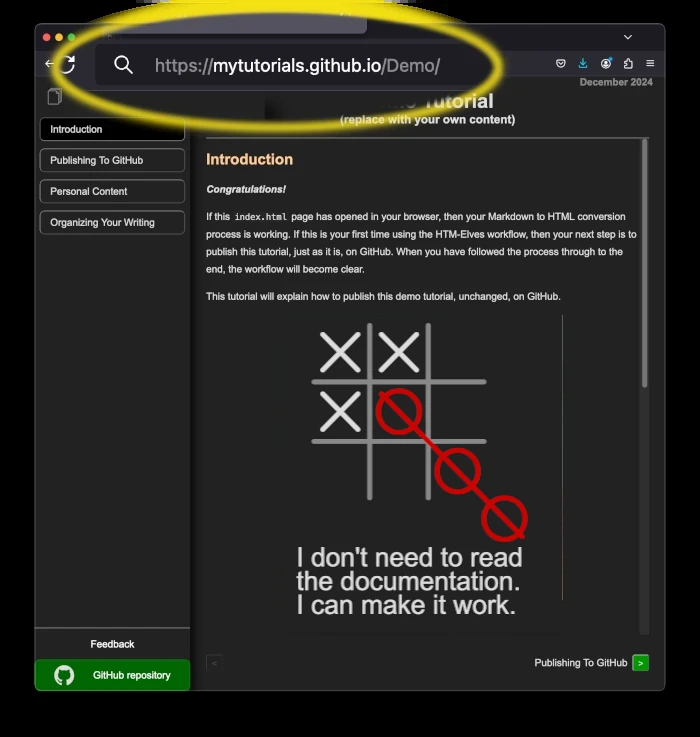 https://mytutorials.github.io/Demo/
December 2024
Tutorial
(replace with your own content)
Introduction
Publishing To GitHub
Personal Content
Organizing Your Writing
Introduction
Congratulations!
If this index.html page has opened in your browser, then your Markdown to HTML conversion
process is working. If this is your first time using the HTM-Elves workflow, then your next step is to
publish this tutorial, just as it is, on GitHub. When you have followed the process through to the
end, the workflow will become clear.
This tutorial will explain how to publish this demo tutorial, unchanged, on GitHub.
I don't need to read
the documentation.
I can make it work.
Feedback
GitHub repository
<
Publishing To GitHub >